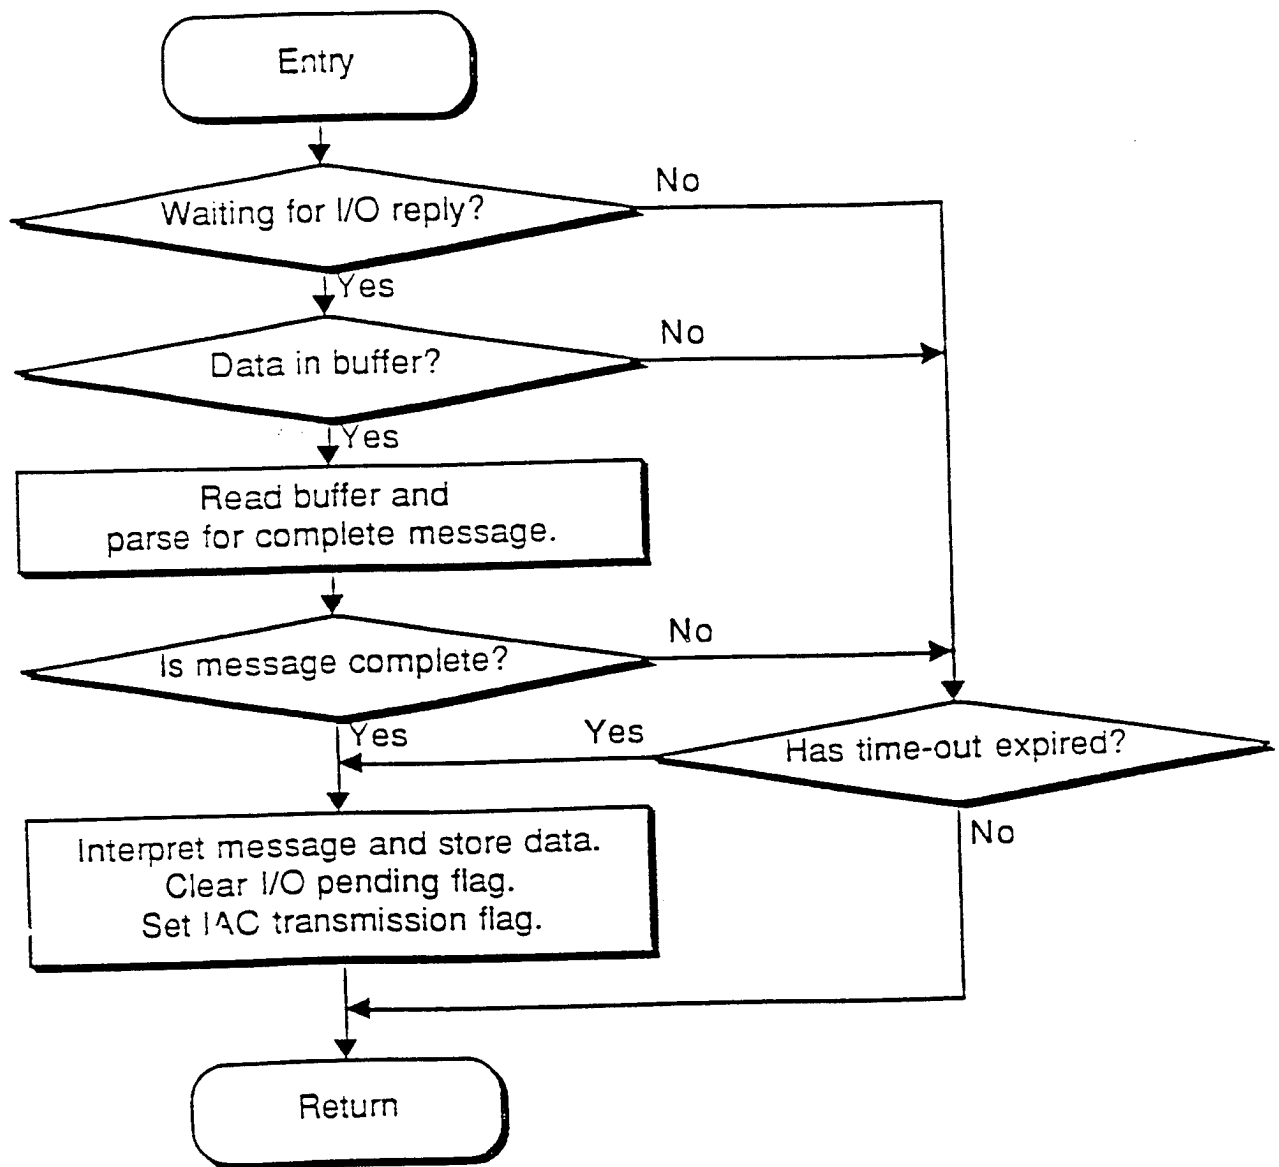 Entry
Waiting for I/O reply?
No
Yes
Data in buffer?
No
Yes
Read buffer and
parse for complete message.
Is message complete?
No
Yes
Has time-out expired?
Yes
No
Interpret message and store data.
Clear I/O pending flag.
Set IAC transmission flag.
Return